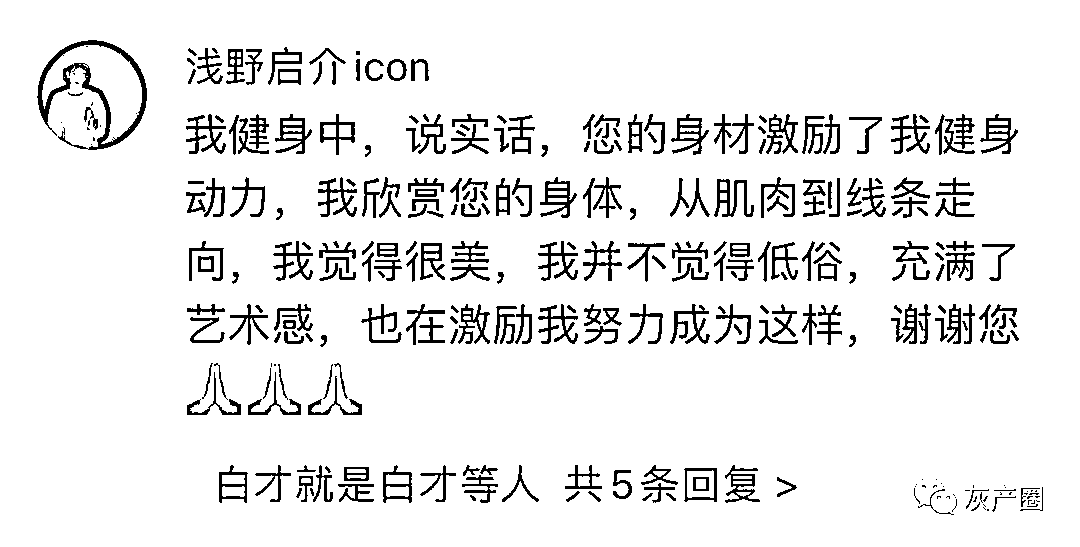 浅野启介icon
我健身中，说实话，您的身材激励了我健身
动力，我欣赏您的身体，从肌肉到线条走
向，我觉得很美，我并不觉得低俗，充满了
艺术感，也在激励我努力成为这样，谢谢您
🙏🙏🙏
白才就是白才等人 共5条回复 >
灰产圈